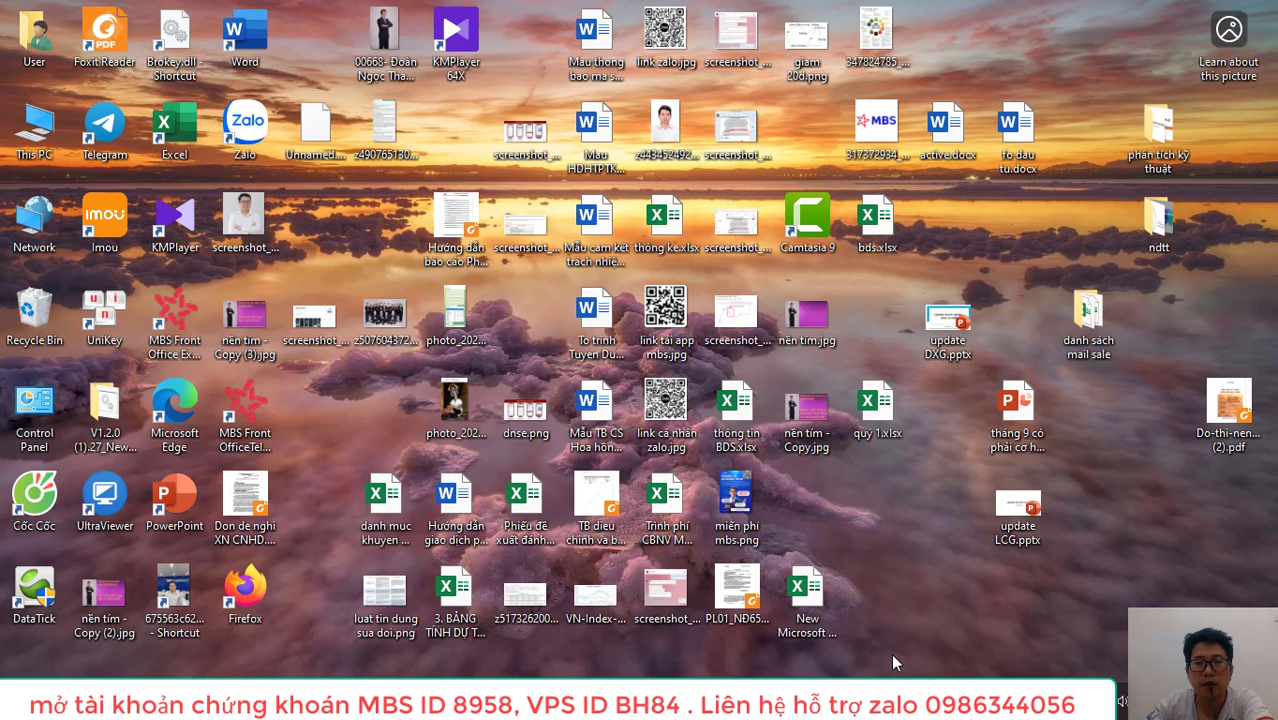 User
Foxit Reader
Brokey.dll - Shortcut
Word
00668- Đoàn Ngọc Tha...
KMPlayer 64X
Mau thong bao ma s...
link zalo.jpg
screenshot_...
giam 20d.png
347824785_...
Learn about this picture
This PC
Telegram
Excel
Zalo
Unnamed....
z490765130...
screenshot_...
Mau HDHTPTK...
z443452492...
screenshot_...
MBS
317372934_...
active.docx
fo dau tu.docx
phân tích kỹ thuật
Network
Imou
KMPlayer
screenshot_...
Hướng dẫn báo cáo Ph...
screenshot_...
Mẫu cam kết trách nhiệ...
thống kê.xlsx
screenshot_...
Camtasia 9
bds.xlsx
ndtt
Recycle Bin
UniKey
MBS Front Office Ex...
nền tím - Copy (3).jpg
screenshot_...
z507604372...
photo_202...
To trinh Tuyen Du...
link tải app mbs.jpg
screenshot_...
nền tím.jpg
update DXG.pptx
danh sách mail sale
Control Panel
V1.2.0 (1).27_New...
Microsoft Edge
MBS Front OfficeTel...
photo_202...
dnse.png
Mẫu TB CS Hoa hồn...
link cá nhân zalo.jpg
thông tin BDS.xlsx
nền tím - Copy.jpg
quý 1.xlsx
tháng 9 có phải cơ h...
Do-thi-nen... (2).pdf
Cốc Cốc
UltraViewer
PowerPoint
Don de nghi XN CNHD....
danh muc khuyen ...
Hướng dẫn giao dịch p...
Phiếu đề xuất đánh...
TB dieu chinh va b...
Trình phí CBNV M...
miễn phí mbs.png
update LCG.pptx
DataTick
nền tím - Copy (2).jpg
675563c62... - Shortcut
Firefox
luat tin dung sua doi.png
3. BẢNG TÍNH DỰ T...
z517326200...
VN-Index-...
screenshot_...
PL01_NĐ65...
New Microsoft ...
mở tài khoản chứng khoán MBS ID 8958, VPS ID BH84 . Liên hệ hỗ trợ zalo 0986344056